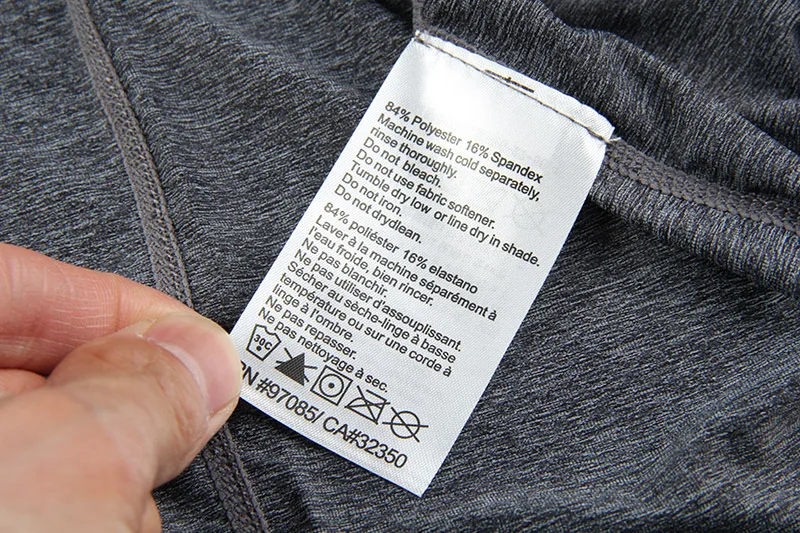 84% Polyester 16% Spandex
Machine wash cold separately,
rinse thoroughly.
Do not bleach.
Do not use fabric softener.
Tumble dry low or line dry in shade.
Do not iron.
Do not dryclean.
84% poliéster 16% elastano
Laver à la machine séparément à
l'eau froide, bien rincer.
Ne pas blanchir.
Ne pas utiliser d'assouplissant.
Sécher au sèche-linge à basse
température ou sur une corde à
linge à l'ombre.
Ne pas repasser.
Ne pas nettoyage à sec.
30C
RN #97085/ CA#32350